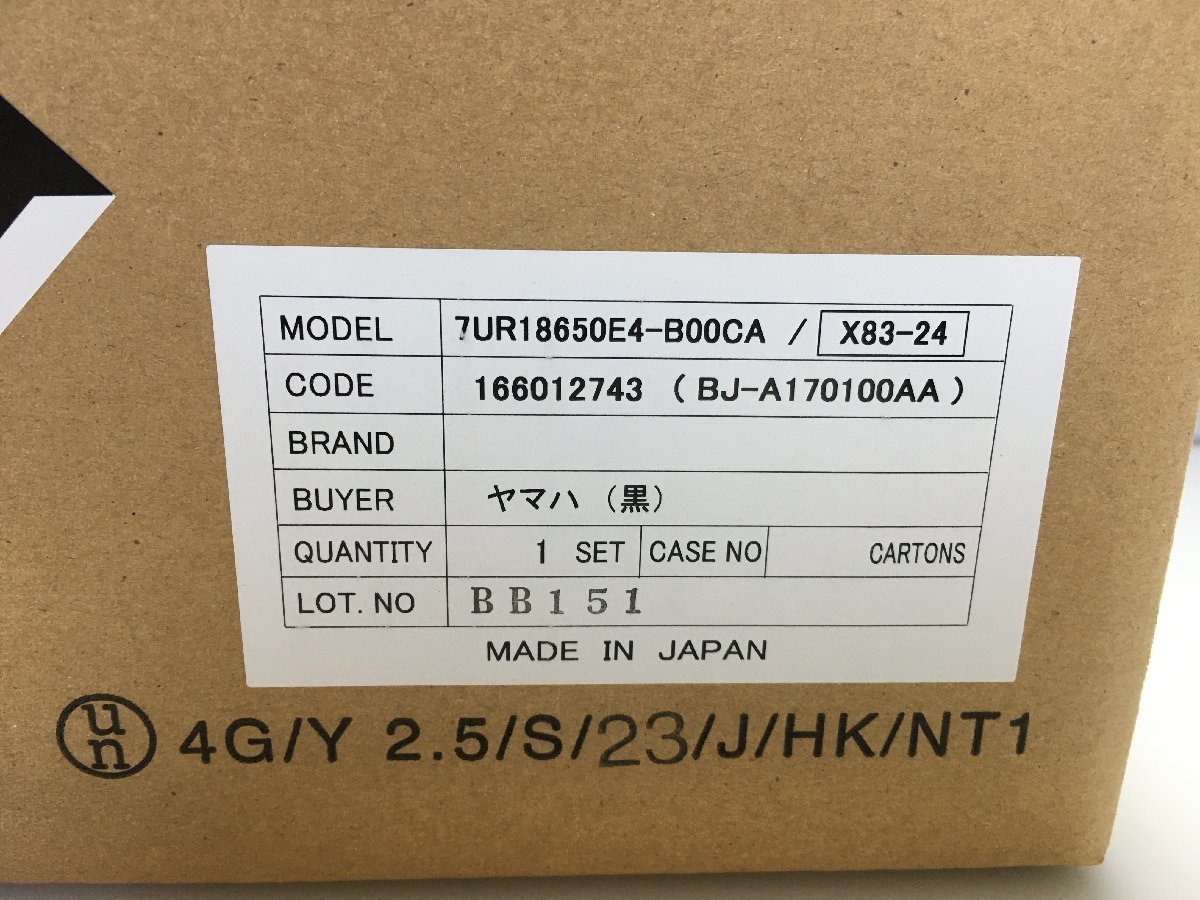 MODEL 7UR18650E4-B00CA / X83-24
CODE 166012743 ( BJ-A170100AA )
BRAND
BUYER ヤマハ (黒)
QUANTITY 1 SET CASE NO CARTONS
LOT. NO BB151
MADE IN JAPAN
un 4G/Y 2.5/S/23/J/HK/NT1